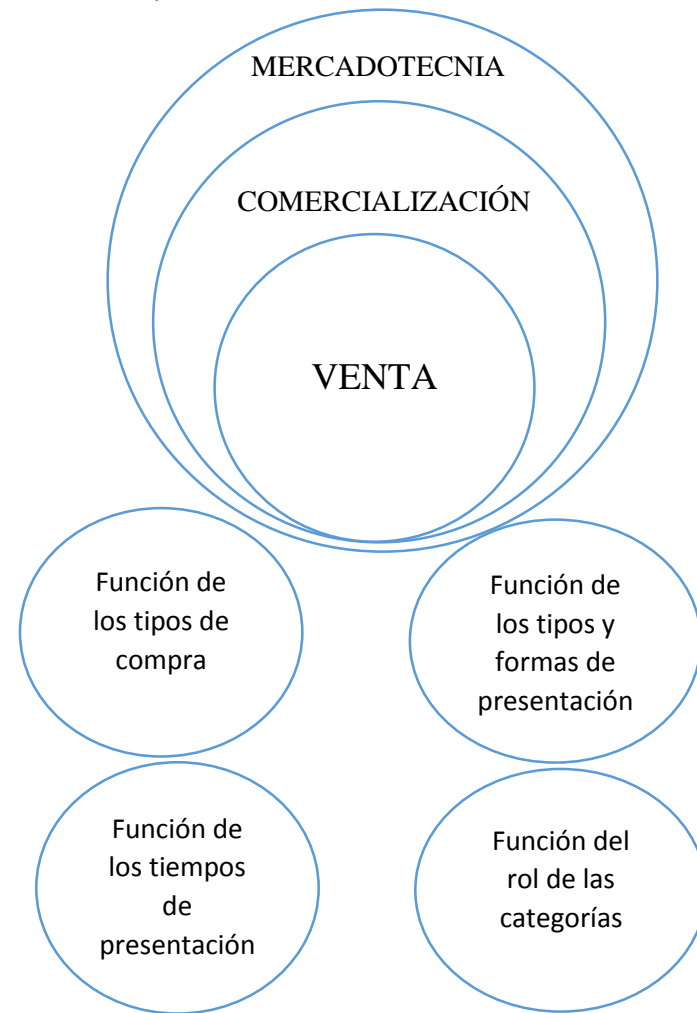 MERCADOTECNIA
COMERCIALIZACIÓN
VENTA
Función de
los tipos de
compra
Función de
los tipos y
formas de
presentación
Función de
los tiempos
de
presentación
Función del
rol de las
categorías